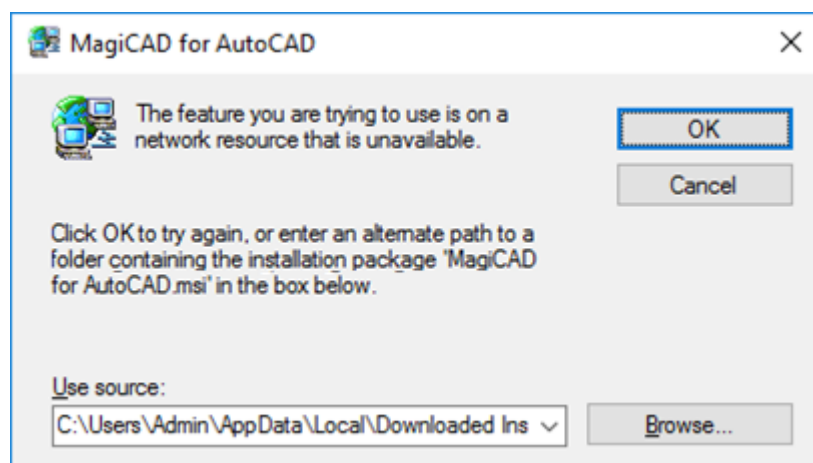 MagiCAD for AutoCAD
The feature you are trying to use is on a
network resource that is unavailable.
OK
Cancel
Click OK to try again, or enter an alternate path to a
folder containing the installation package 'MagiCAD
for AutoCAD.msi' in the box below.
Use source:
C:\Users\Admin\AppData\Local\Downloaded Ins
Browse...